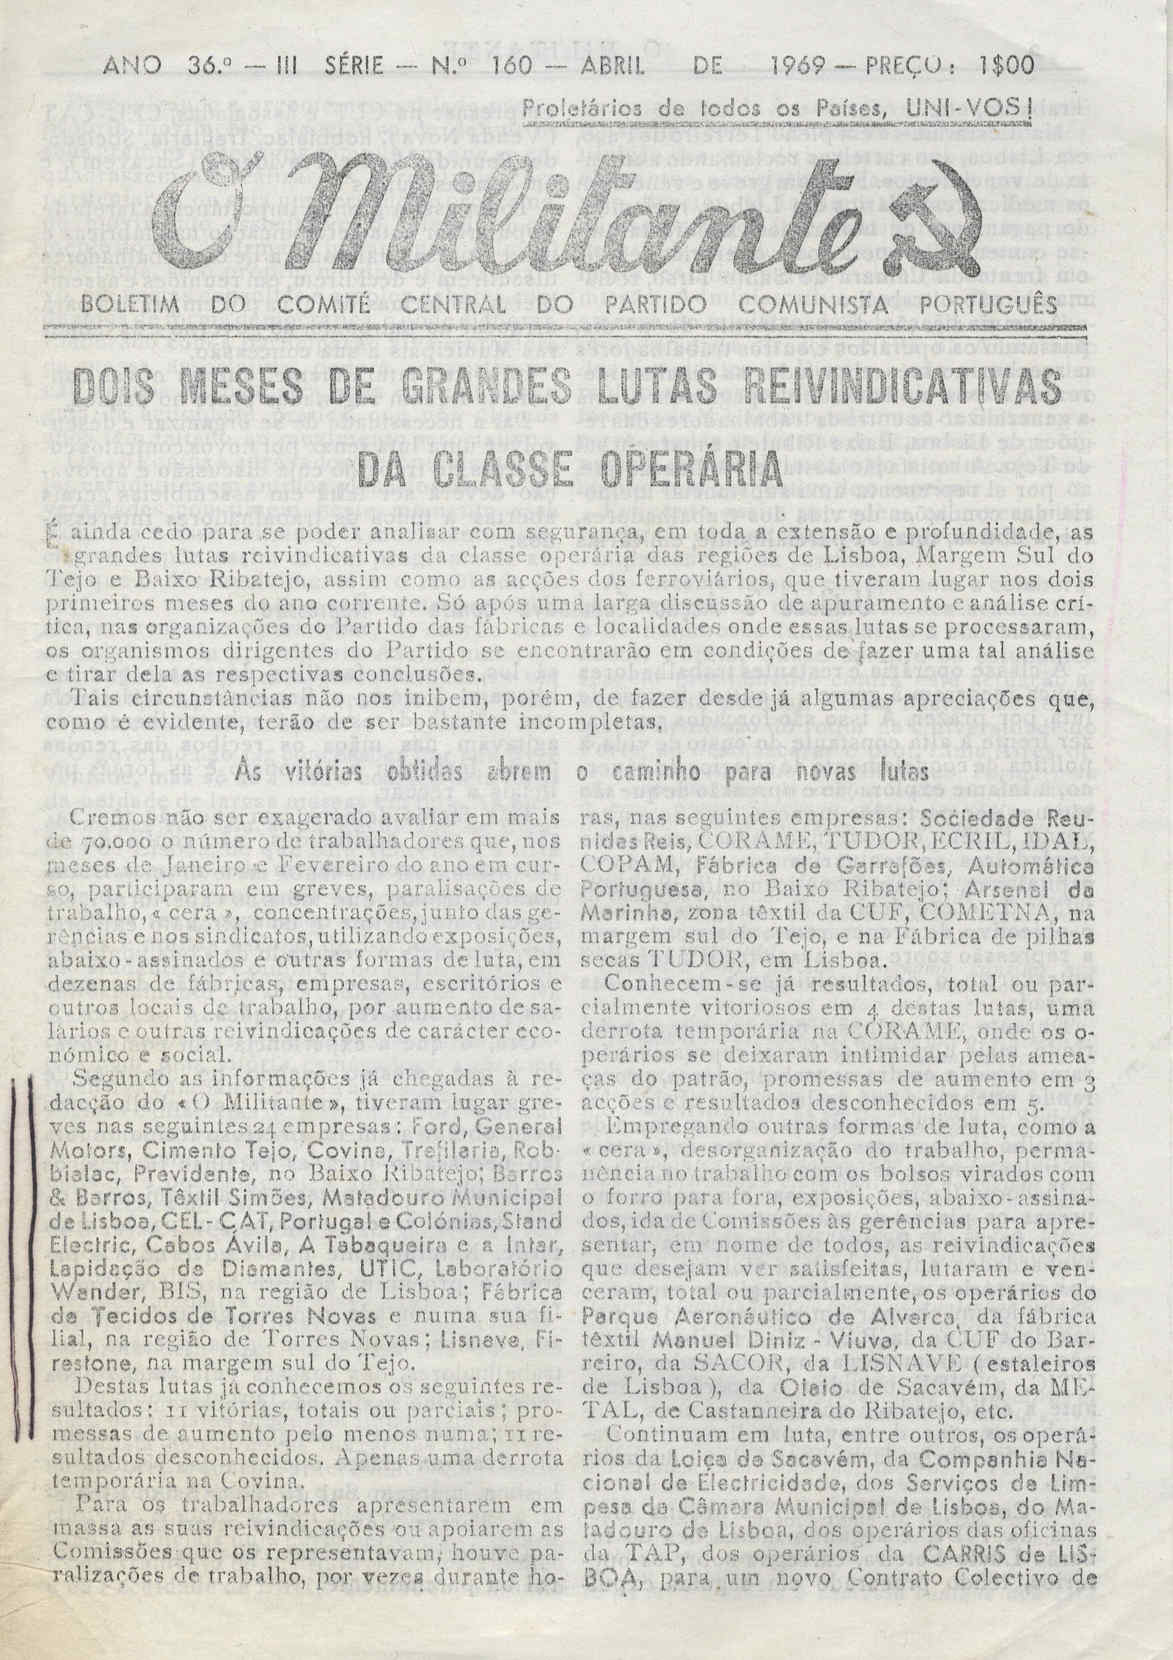 ANO 36.º — III SÉRIE — N.º 160 — ABRIL DE 1969 — PREÇO: 1$00
Proletários de todos os Países, UNI-VOS!
O Militante
BOLETIM DO COMITÉ CENTRAL DO PARTIDO COMUNISTA PORTUGUÊS
DOIS MESES DE GRANDES LUTAS REIVINDICATIVAS
DA CLASSE OPERÁRIA
É ainda cedo para se poder analisar com segurança, em toda a extensão e profundidade, as
grandes lutas reivindicativas da classe operária das regiões de Lisboa, Margem Sul do
Tejo e Baixo Ribatejo, assim como as acções dos ferroviários, que tiveram lugar nos dois
primeiros meses do ano corrente. Só após uma larga discussão de apuramento e análise crí-
tica, nas organizações do Partido das fábricas e localidades onde essas lutas se processaram,
os organismos dirigentes do Partido se encontrarão em condições de fazer uma tal análise
e tirar dela as respectivas conclusões.
Tais circunstâncias não nos inibem, porém, de fazer desde já algumas apreciações que,
como é evidente, terão de ser bastante incompletas.
As vitórias obtidas abrem o caminho para novas lutas
Cremos não ser exagerado avaliar em mais
de 70.000 o número de trabalhadores que, nos
meses de Janeiro e Fevereiro do ano em cur-
so, participaram em greves, paralisações de
trabalho, « cera », concentrações, junto das ge-
rências e nos sindicatos, utilizando exposições,
abaixo-assinados e outras formas de luta, em
dezenas de fábricas, empresas, escritórios e
outros locais de trabalho, por aumento de sa-
lários e outras reivindicações de carácter eco-
nómico e social.
Segundo as informações já chegadas à re-
dacção do «O Militante», tiveram lugar gre-
ves nas seguintes 24 empresas: Ford, General
Motors, Cimento Tejo, Covina, Trefilaria, Rob-
bialac, Previdente, no Baixo Ribatejo; Barros
& Barros, Têxtil Simões, Matadouro Municipal
de Lisboa, CEL-CAT, Portugal e Colónias, Stand
Electric, Cabos Ávila, A Tabaqueira e a Intar,
Lapidação de Diamantes, UTIC, Laboratório
Wander, BIS, na região de Lisboa; Fábrica
de Tecidos de Torres Novas e numa sua fi-
lial, na região de Torres Novas; Lisnave, Fi-
restone, na margem sul do Tejo.
Destas lutas já conhecemos os seguintes re-
sultados: 11 vitórias, totais ou parciais; pro-
messas de aumento pelo menos numa; 11 re-
sultados desconhecidos. Apenas uma derrota
temporária na Covina.
Para os trabalhadores apresentarem em
massa as suas reivindicações ou apoiarem as
Comissões que os representavam, houve pa-
ralizações de trabalho, por vezes durante ho-
ras, nas seguintes empresas: Sociedade Reu-
nidas Reis, CORAME, TUDOR, ECRIL, IDAL,
COPAM, Fábrica de Garrafões, Automática
Portuguesa, no Baixo Ribatejo; Arsenal da
Marinha, zona têxtil da CUF, COMETNA, na
margem sul do Tejo, e na Fábrica de pilhas
secas TUDOR, em Lisboa.
Conhecem-se já resultados, total ou par-
cialmente vitoriosos em 4 destas lutas, uma
derrota temporária na CORAME, onde os o-
perários se deixaram intimidar pelas amea-
ças do patrão, promessas de aumento em 3
acções e resultados desconhecidos em 5.
Empregando outras formas de luta, como a
« cera », desorganização do trabalho, perma-
nência no trabalho com os bolsos virados com
o forro para fora, exposições, abaixo-assina-
dos, ida de Comissões às gerências para apre-
sentar, em nome de todos, as reivindicações
que desejam ver satisfeitas, lutaram e ven-
ceram, total ou parcialmente, os operários do
Parque Aeronáutico de Alverca, da fábrica
têxtil Manuel Diniz - Viuva, da CUF do Bar-
reiro, da SACOR, da LISNAVE (estaleiros
de Lisboa), da Olaio de Sacavém, da ME-
TAL, de Castanneira do Ribatejo, etc.
Continuam em luta, entre outros, os operá-
rios da Loiça de Sacavém, da Companhia Na-
cional de Electricidade, dos Serviços de Lim-
pesa da Câmara Municipal de Lisboa, do Ma-
tadouro de Lisboa, dos operários das oficinas
da TAP, dos operários da CARRIS de LIS-
BOA, para um novo Contrato Colectivo de